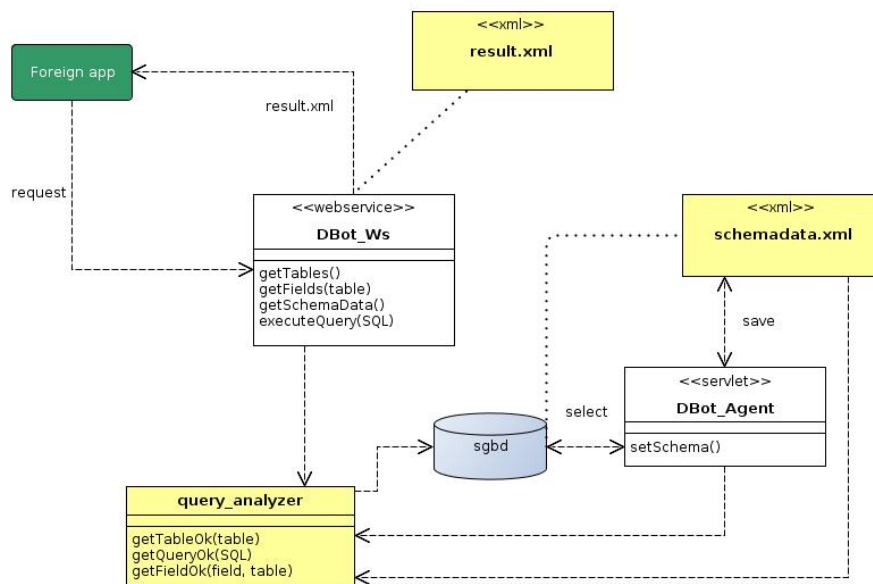 <<xml>>
result.xml
Foreign app
result.xml
request
<<webservice>>
DBot_Ws
getTables()
getFields(table)
getSchemaData()
executeQuery(SQL)
<<xml>>
schemadata.xml
save
<<servlet>>
DBot_Agent
setSchema()
select
sgbd
query_analyzer
getTableOk(table)
getQueryOk(SQL)
getFieldOk(field, table)